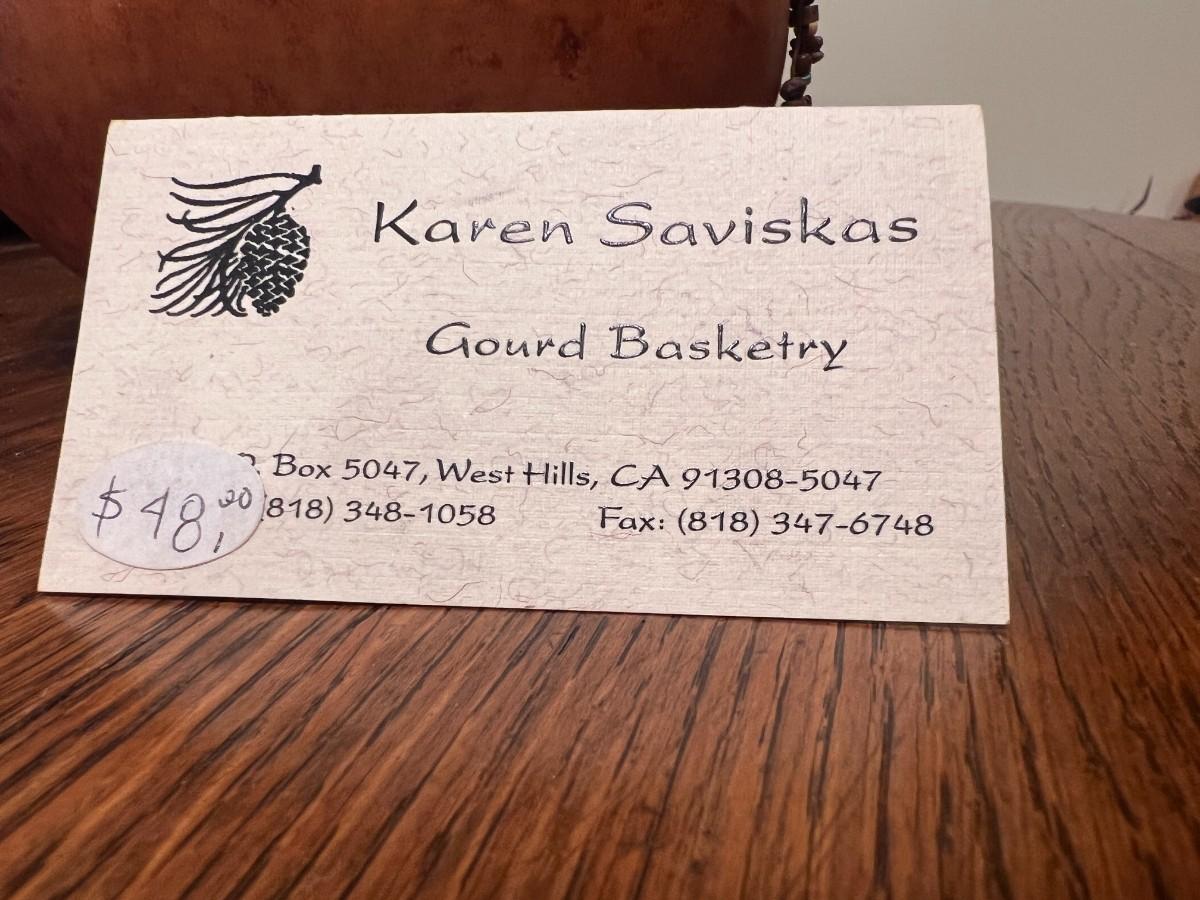 Karen Saviskas
Gourd Basketry
Box 5047, West Hills, CA 91308-5047
(818) 348-1058 Fax: (818) 347-6748
$48,00